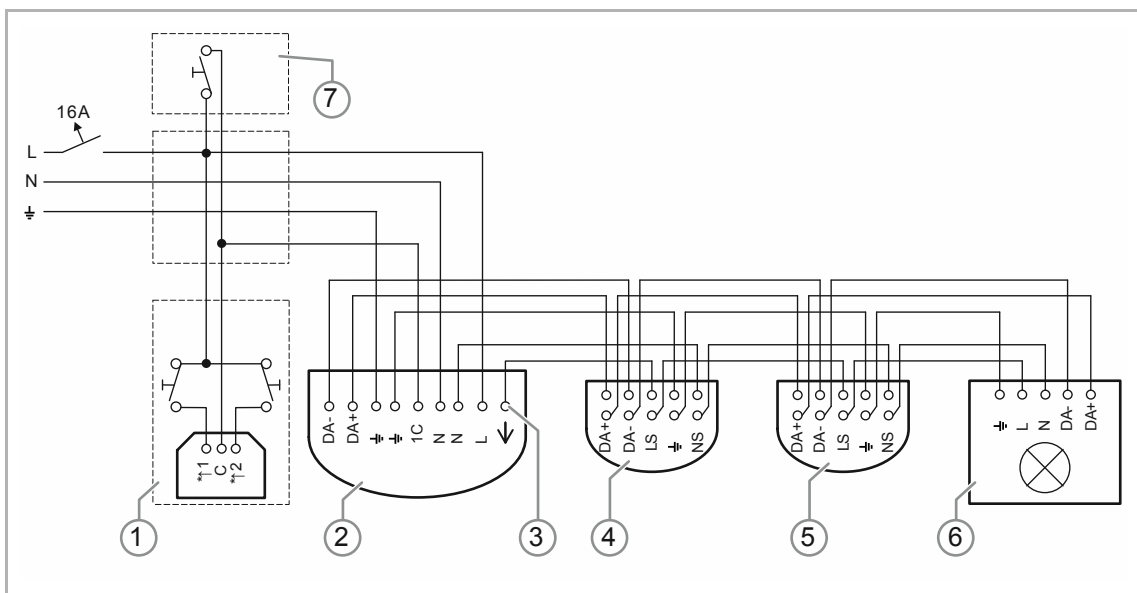 7
16A
L
N
⏚
DA- DA+ ⏚ ⏚ 1C N N L ↓
DA+ DA- LS ⏚ NS
DA+ DA- LS ⏚ NS
⏚ L N DA- DA+
1 C 2
1 2 3 4 5 6